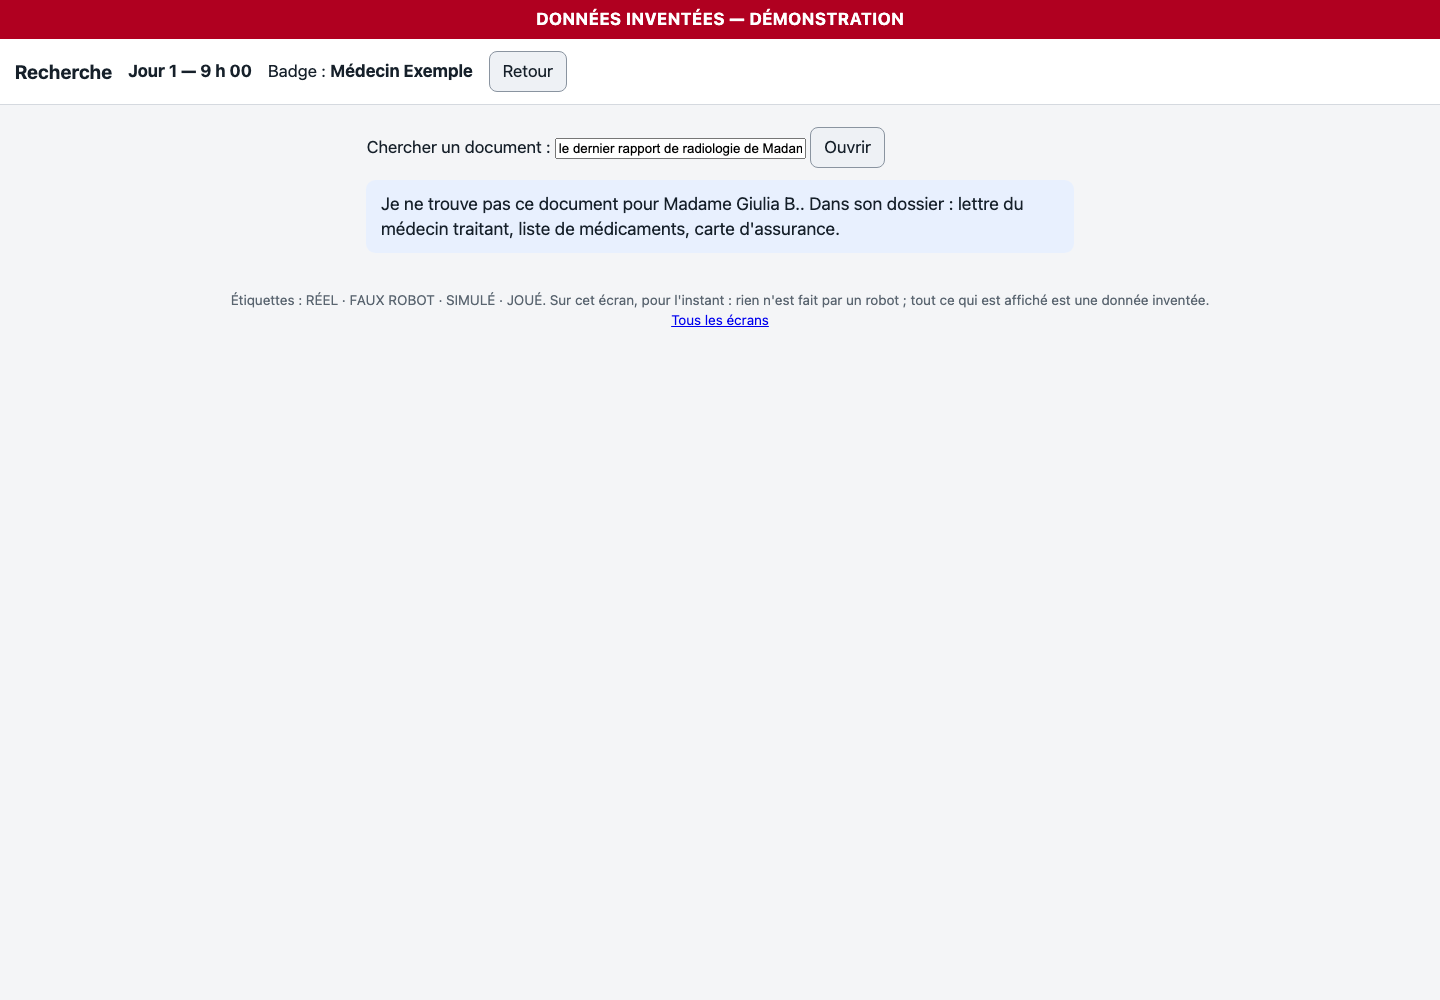 DONNÉES INVENTÉES — DÉMONSTRATION
Recherche Jour 1 — 9 h 00 Badge : Médecin Exemple Retour
Chercher un document : le dernier rapport de radiologie de Madan Ouvrir
Je ne trouve pas ce document pour Madame Giulia B.. Dans son dossier : lettre du
médecin traitant, liste de médicaments, carte d'assurance.
Étiquettes : RÉEL · FAUX ROBOT · SIMULÉ · JOUÉ. Sur cet écran, pour l'instant : rien n'est fait par un robot ; tout ce qui est affiché est une donnée inventée.
Tous les écrans